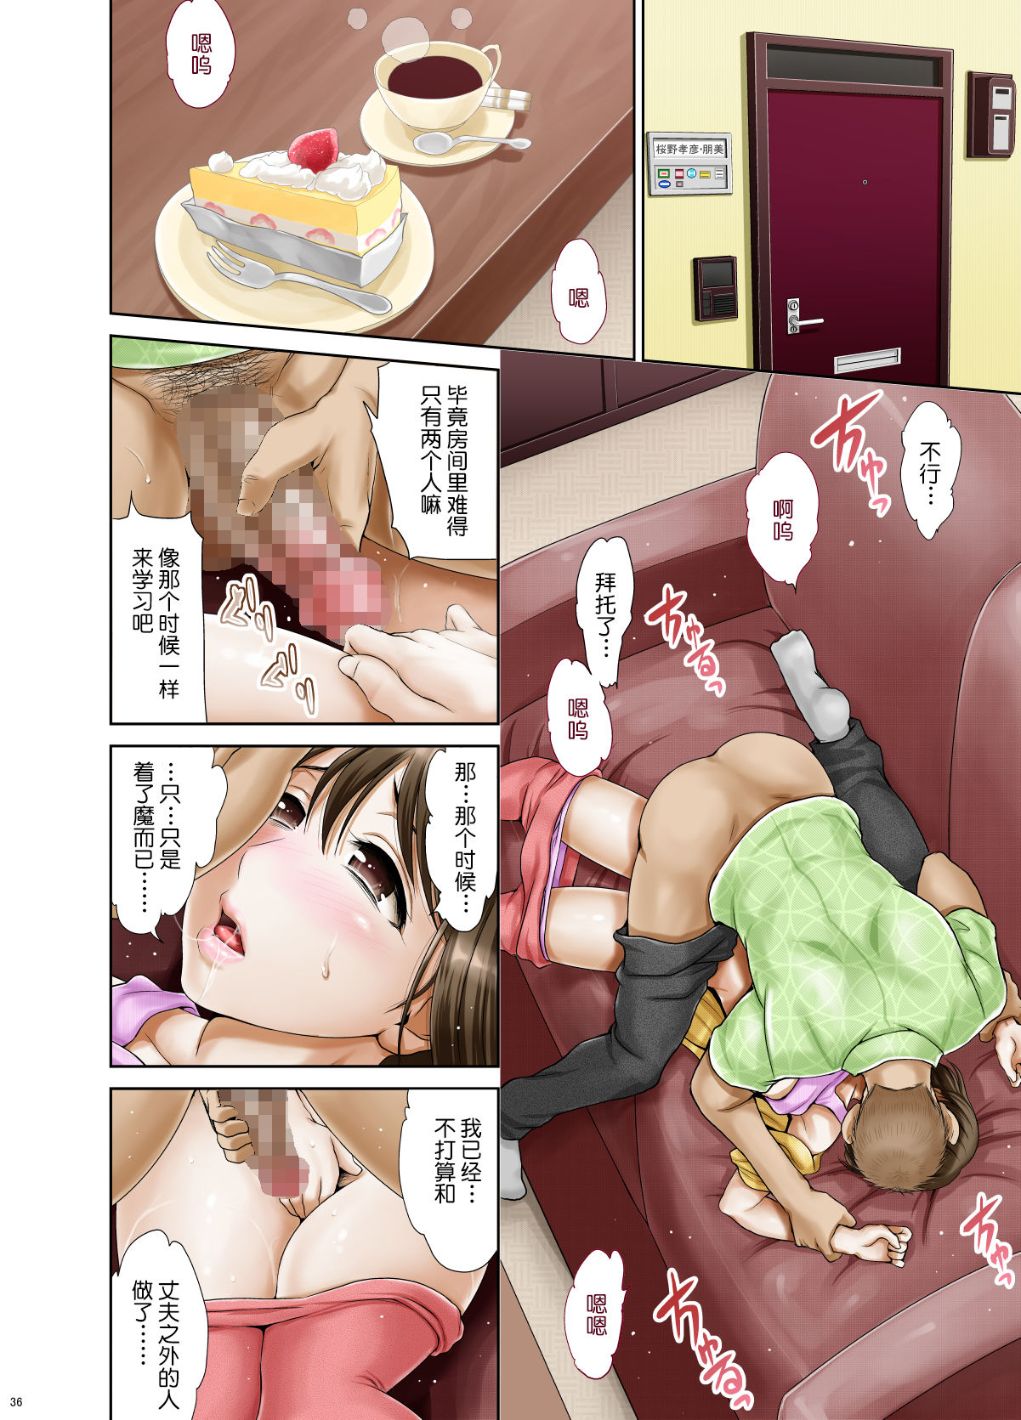 桜野孝彦·朋美
嗯呜
嗯
不行…
啊呜
拜托了…
嗯呜
ちゅっ
ちゅるっ
毕竟房间里难得
只有两个人嘛
像那个时候一样
来学习吧
那…那个时候…
…只…只是
着了魔而已……
我已经…
不打算和
丈夫之外的人
做了……
嗯嗯
ちゅるっ
ちゅっ
36